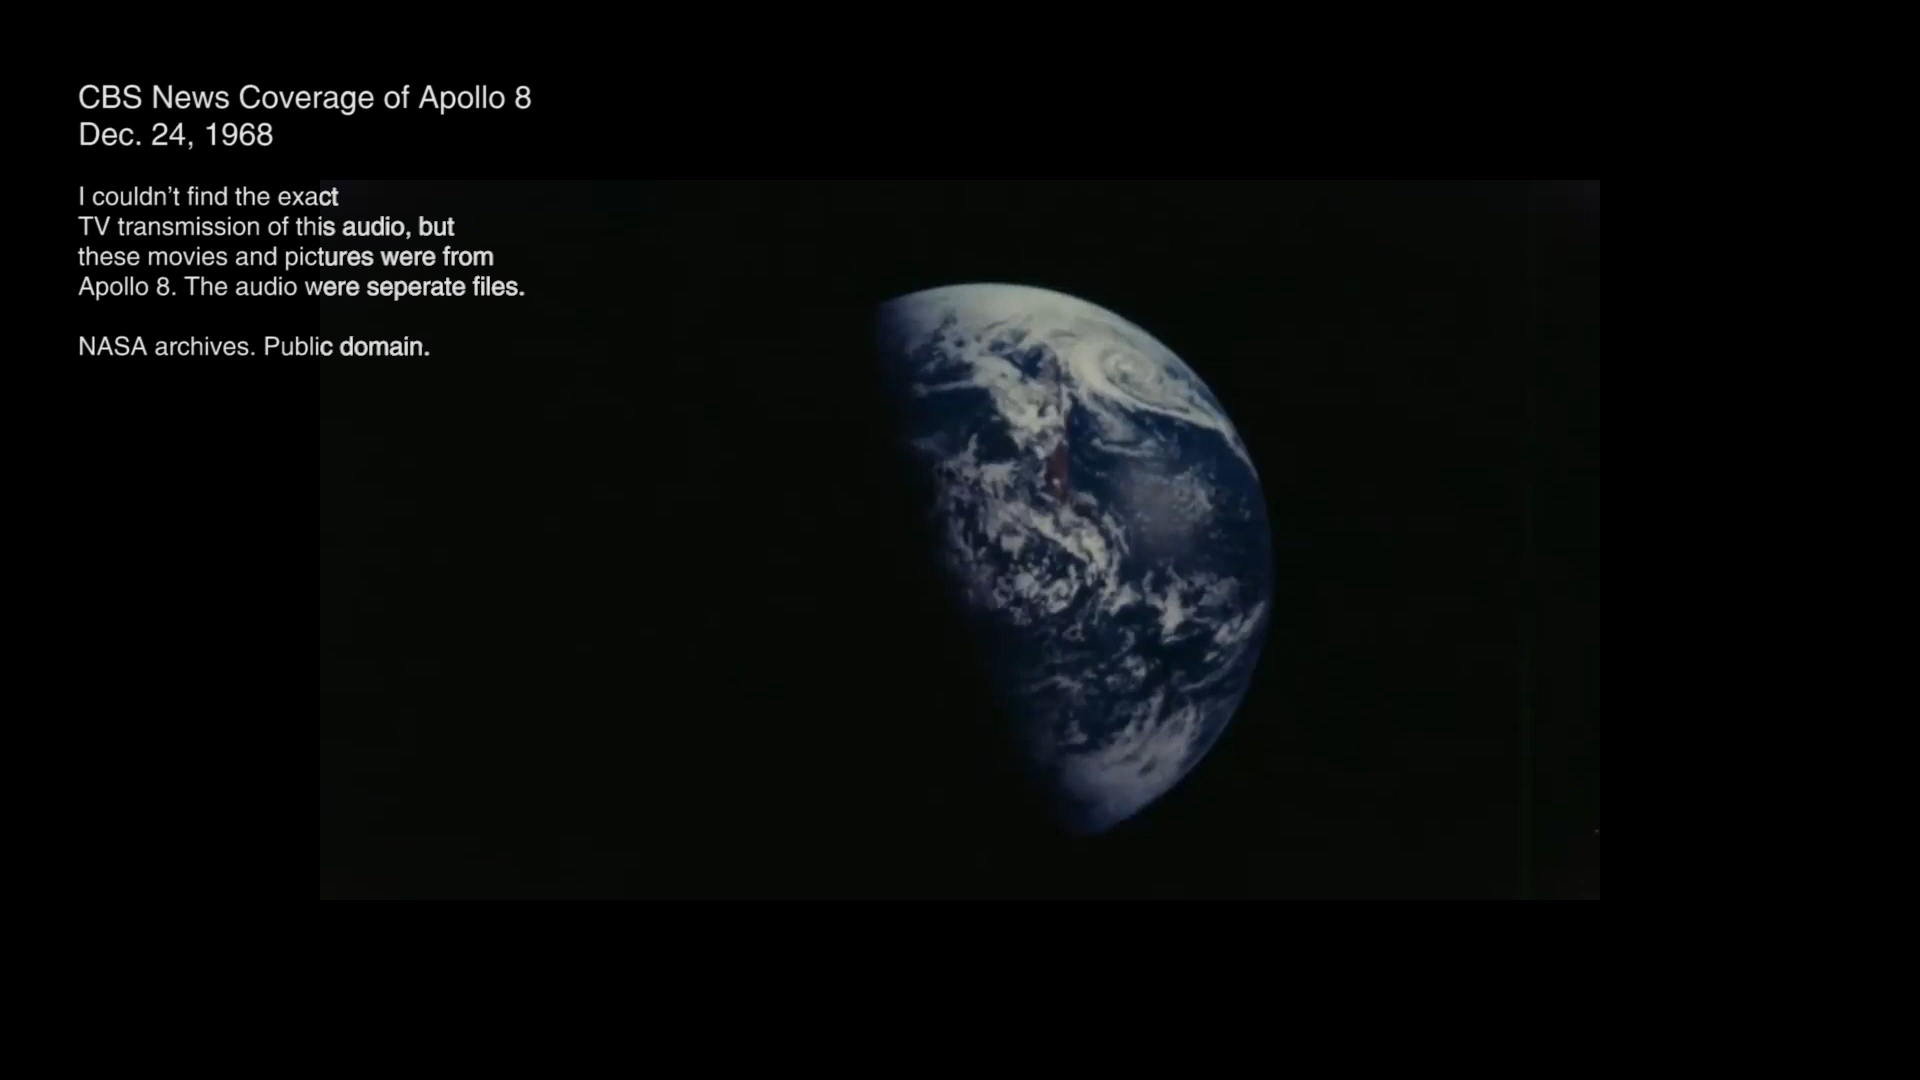 CBS News Coverage of Apollo 8
Dec. 24, 1968
I couldn’t find the exact
TV transmission of this audio, but
these movies and pictures were from
Apollo 8. The audio were seperate files.
NASA archives. Public domain.